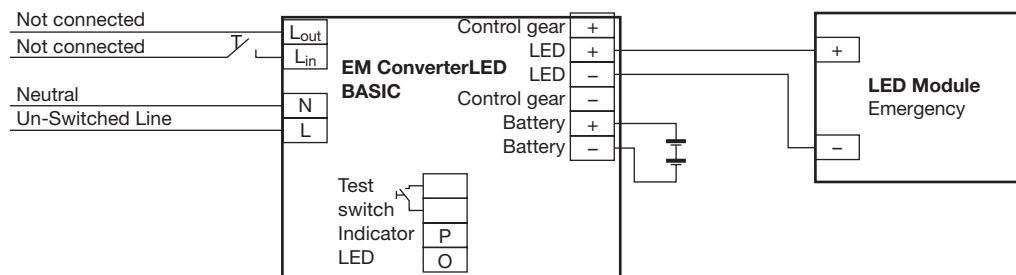 Not connected
Not connected
Neutral
Un-Switched Line
Lout
Lin
N
L
EM ConverterLED
BASIC
Control gear +
LED +
LED –
Control gear –
Battery +
Battery –
Test
switch
Indicator P
LED O
+
–
LED Module
Emergency